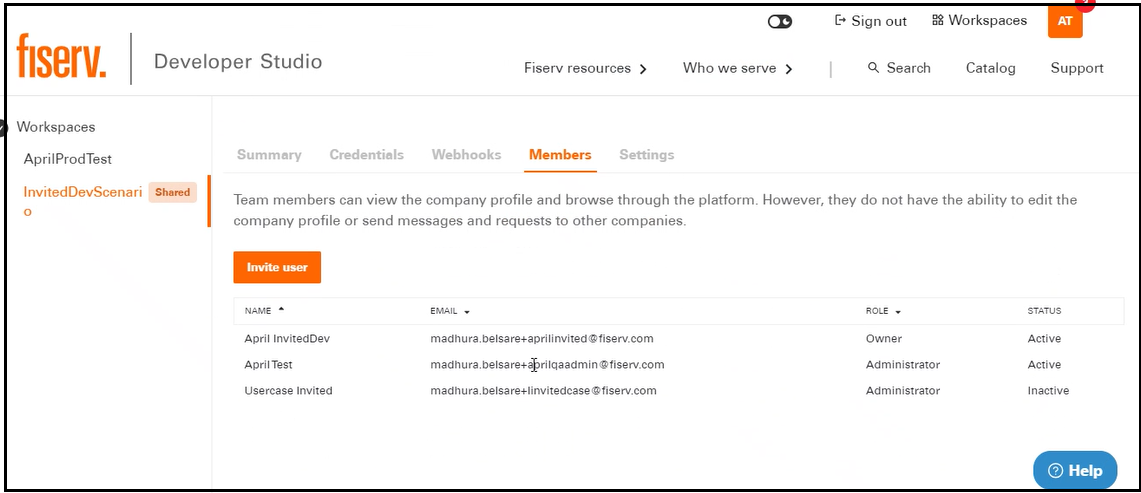 Sign out
Workspaces
AT
fiserv.
Developer Studio
Fiserv resources
Who we serve
Search
Catalog
Support
Workspaces
AprilProdTest
InvitedDevScenari
o
Shared
Summary
Credentials
Webhooks
Members
Settings
Team members can view the company profile and browse through the platform. However, they do not have the ability to edit the
company profile or send messages and requests to other companies.
Invite user
NAME EMAIL ROLE STATUS
April InvitedDev madhura.belsare+aprilinvited@fiserv.com Owner Active
April Test madhura.belsare+aprilqaadmin@fiserv.com Administrator Active
Usercase Invited madhura.belsare+Iinvitedcase@fiserv.com Administrator Inactive
Help